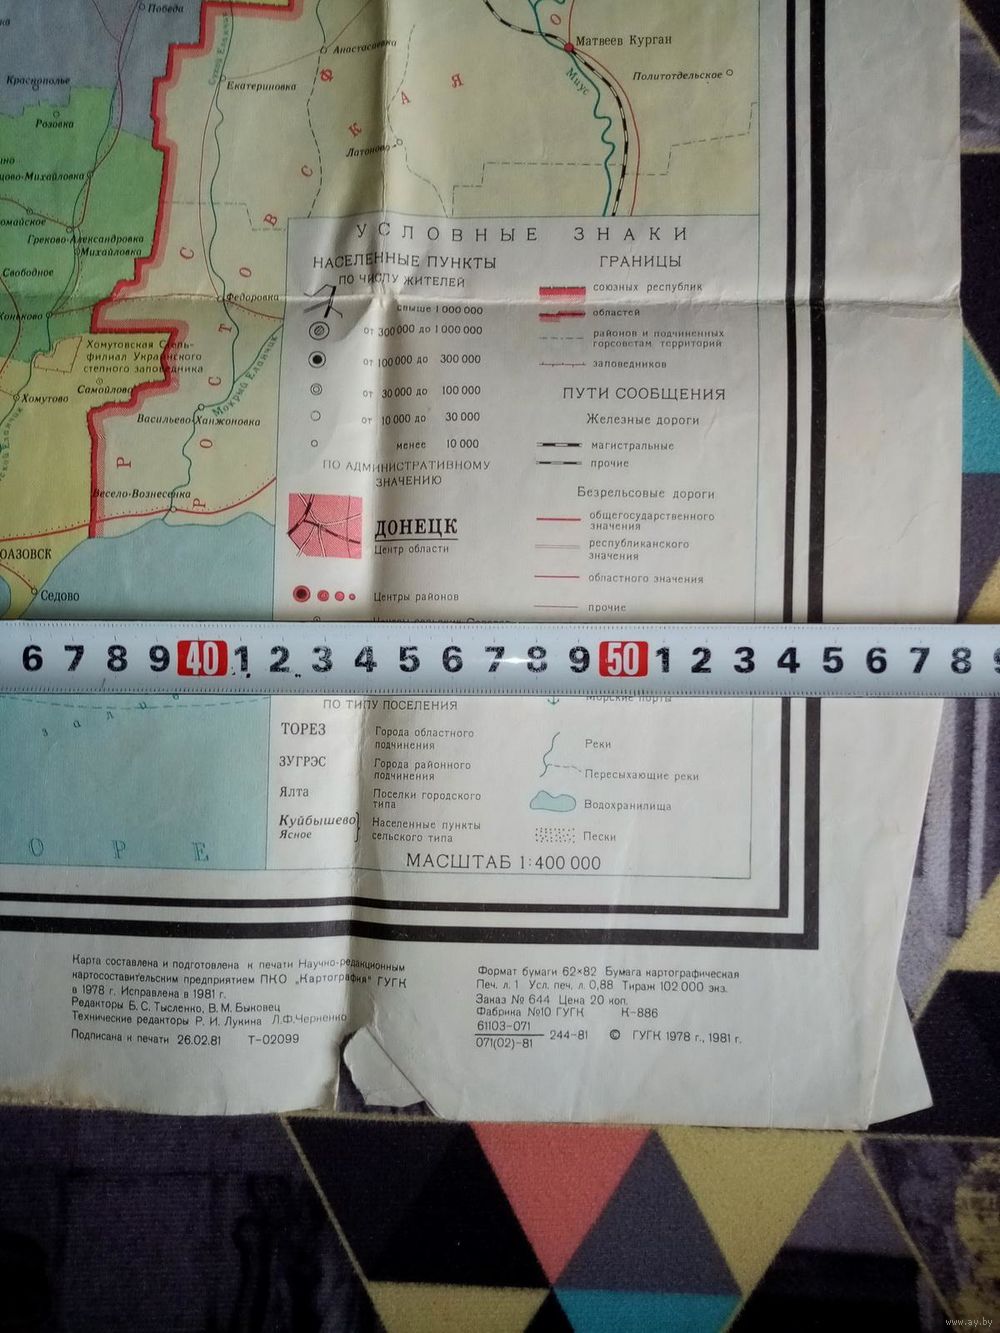 Победа
Анастасиевка
Матвеев Курган
Политотдельское
Миус
Краснополье
Екатериновка
Розовка
Латоново
Ф С К А Я
Греково-Александровка
Михайловка
Свободное
Федоровка
Хомутовская Степь-
филиал Украинского
степного заповедника
Самойлово
Хомутово
Мокрый Еланчик
Васильево-Ханжоновка
Р О С Т О В
Весело-Вознесенка
ОАЗОВСК
Седово
УСЛОВНЫЕ ЗНАКИ
НАСЕЛЕННЫЕ ПУНКТЫ
ПО ЧИСЛУ ЖИТЕЛЕЙ
свыше 1 000 000
от 300 000 до 1 000 000
от 100 000 до 300 000
от 30 000 до 100 000
от 10 000 до 30 000
менее 10 000
ПО АДМИНИСТРАТИВНОМУ
ЗНАЧЕНИЮ
ДОНЕЦК
Центр области
Центры районов
ГРАНИЦЫ
союзных республик
областей
районов и подчиненных
горсоветам территорий
заповедников
ПУТИ СООБЩЕНИЯ
Железные дороги
магистральные
прочие
Безрельсовые дороги
общегосударственного
значения
республиканского
значения
областного значения
прочие
6 7 8 9 40 1 2 3 4 5 6 7 8 9 50 1 2 3 4 5 6 7 8 9
ПО ТИПУ ПОСЕЛЕНИЯ
ТОРЕЗ Города областного
подчинения
ЗУГРЭС Города районного
подчинения
Ялта Поселки городского
типа
Куйбышево Населенные пункты
Ясное сельского типа
Морские порты
Реки
Пересыхающие реки
Водохранилища
Пески
МАСШТАБ 1:400 000
з а л и в
О Р Е
Карта составлена и подготовлена к печати Научно-редакционным
картосоставительским предприятием ПКО „Картография" ГУГК
в 1978 г. Исправлена в 1981 г.
Редакторы Б. С. Тысленко, В. М. Быковец
Технические редакторы Р. И. Лукина Л.Ф.Черненко
Подписана к печати 26.02.81 Т-02099
Формат бумаги 62×82 Бумага картографическая
Печ. л. 1 Усл. печ. л. 0,88 Тираж 102 000 экз.
Заказ № 644 Цена 20 коп.
Фабрика №10 ГУГК К-886
61103-071
071(02)-81 244-81 © ГУГК 1978 г., 1981 г.
www.ay.by